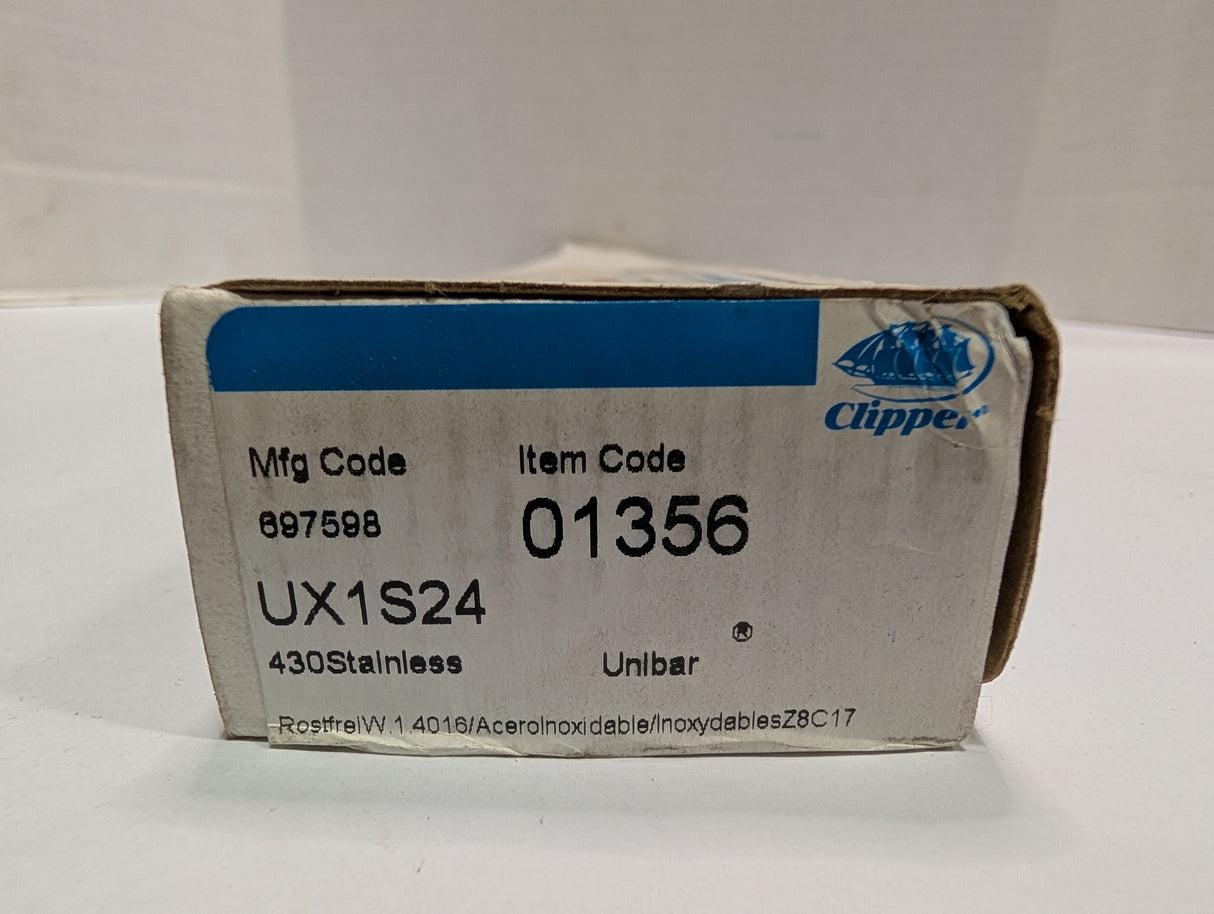 Clipper®
Mfg Code
Item Code
697598
01356
UX1S24
®
430Stainless
Unibar
RostfreiW.1.4016/AceroInoxidable/InoxydablesZ8C17